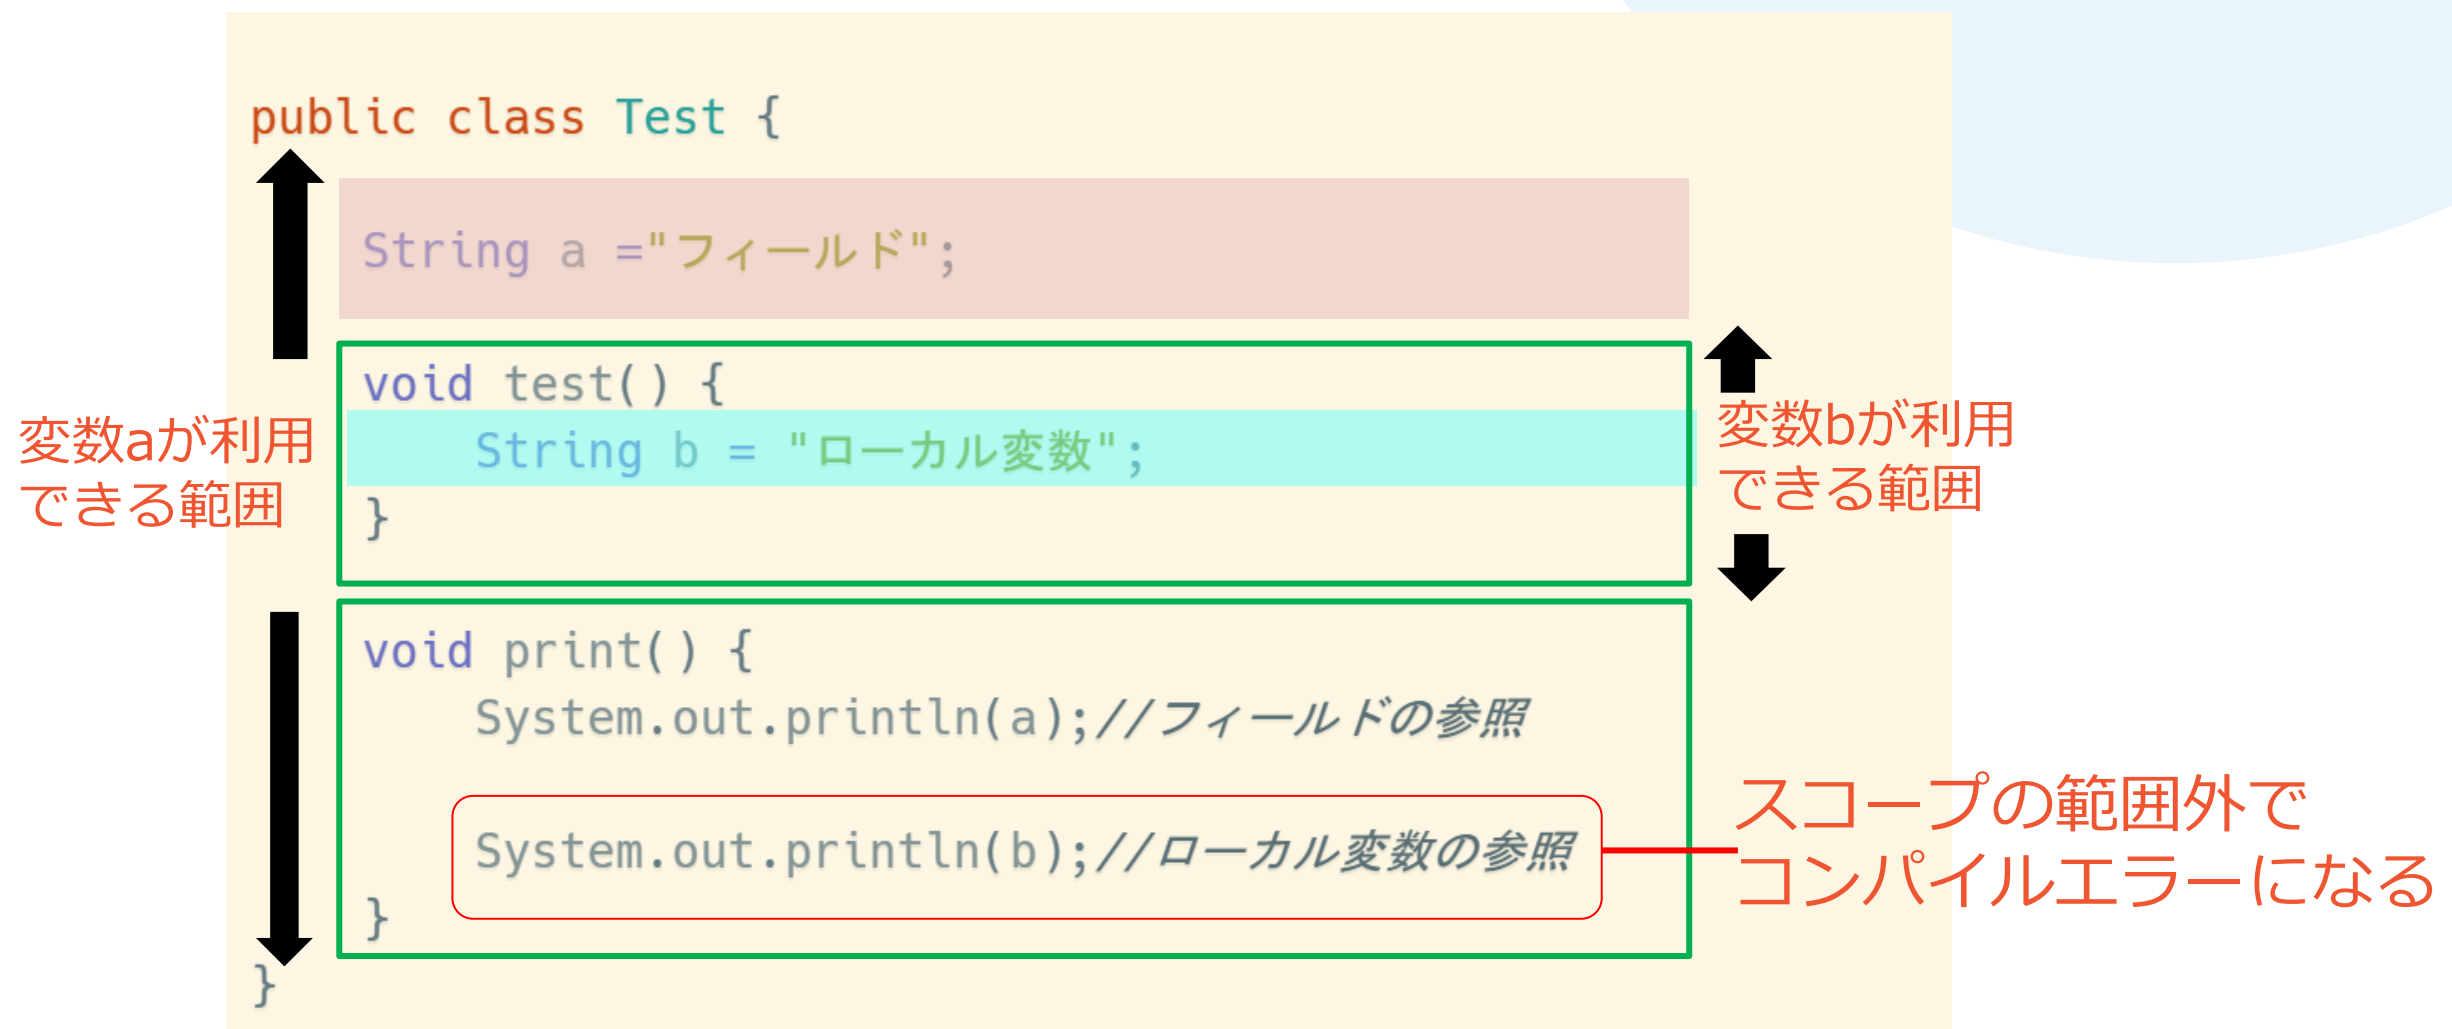 public class Test {
String a ="フィールド";
void test() {
変数aが利用
できる範囲
String b = "ローカル変数";
変数bが利用
できる範囲
}
void print() {
System.out.println(a);//フィールドの参照
System.out.println(b);//ローカル変数の参照
スコープの範囲外で
コンパイルエラーになる
}
}